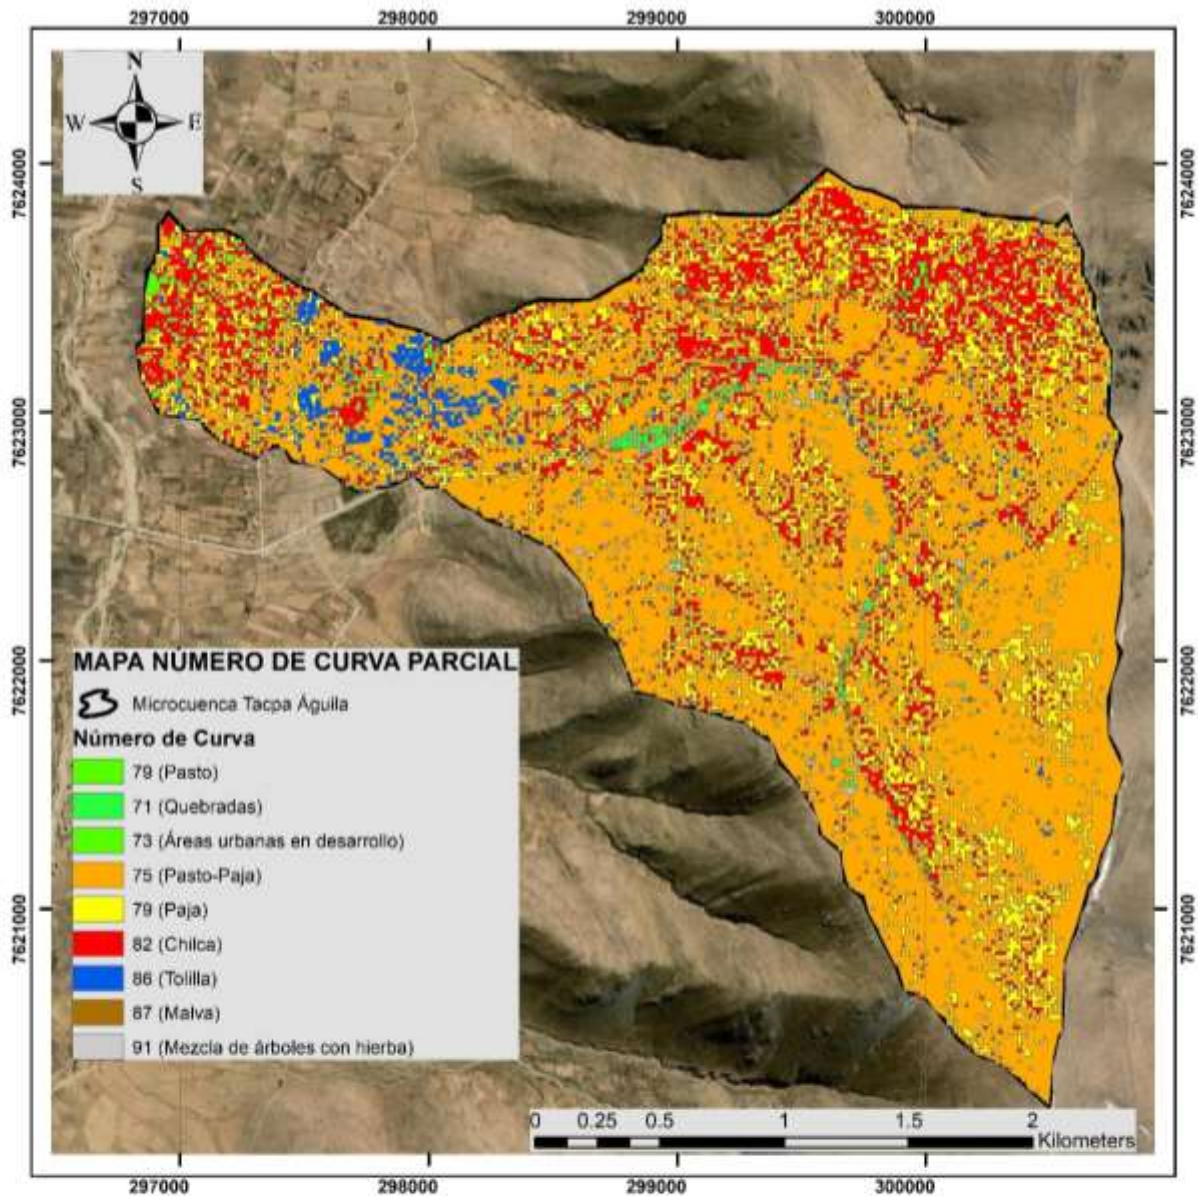 297000 298000 299000 300000
N
W E
S
7624000 7624000
7623000 7623000
7622000 7622000
7621000 7621000
MAPA NÚMERO DE CURVA PARCIAL
Microcuenca Tacpa Águila
Número de Curva
79 (Pasto)
71 (Quebradas)
73 (Áreas urbanas en desarrollo)
75 (Pasto-Paja)
79 (Paja)
82 (Chilca)
86 (Tolilla)
87 (Malva)
91 (Mezcla de árboles con hierba)
0 0.25 0.5 1 1.5 2
Kilometers
297000 298000 299000 300000